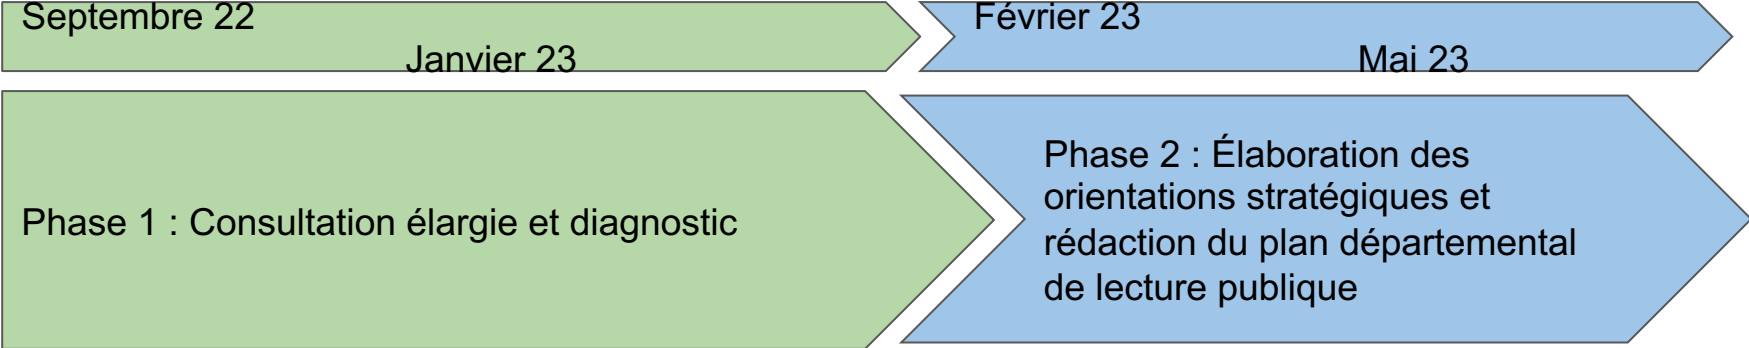 Septembre 22
Janvier 23
Février 23
Mai 23
Phase 1 : Consultation élargie et diagnostic
Phase 2 : Élaboration des
orientations stratégiques et
rédaction du plan départemental
de lecture publique